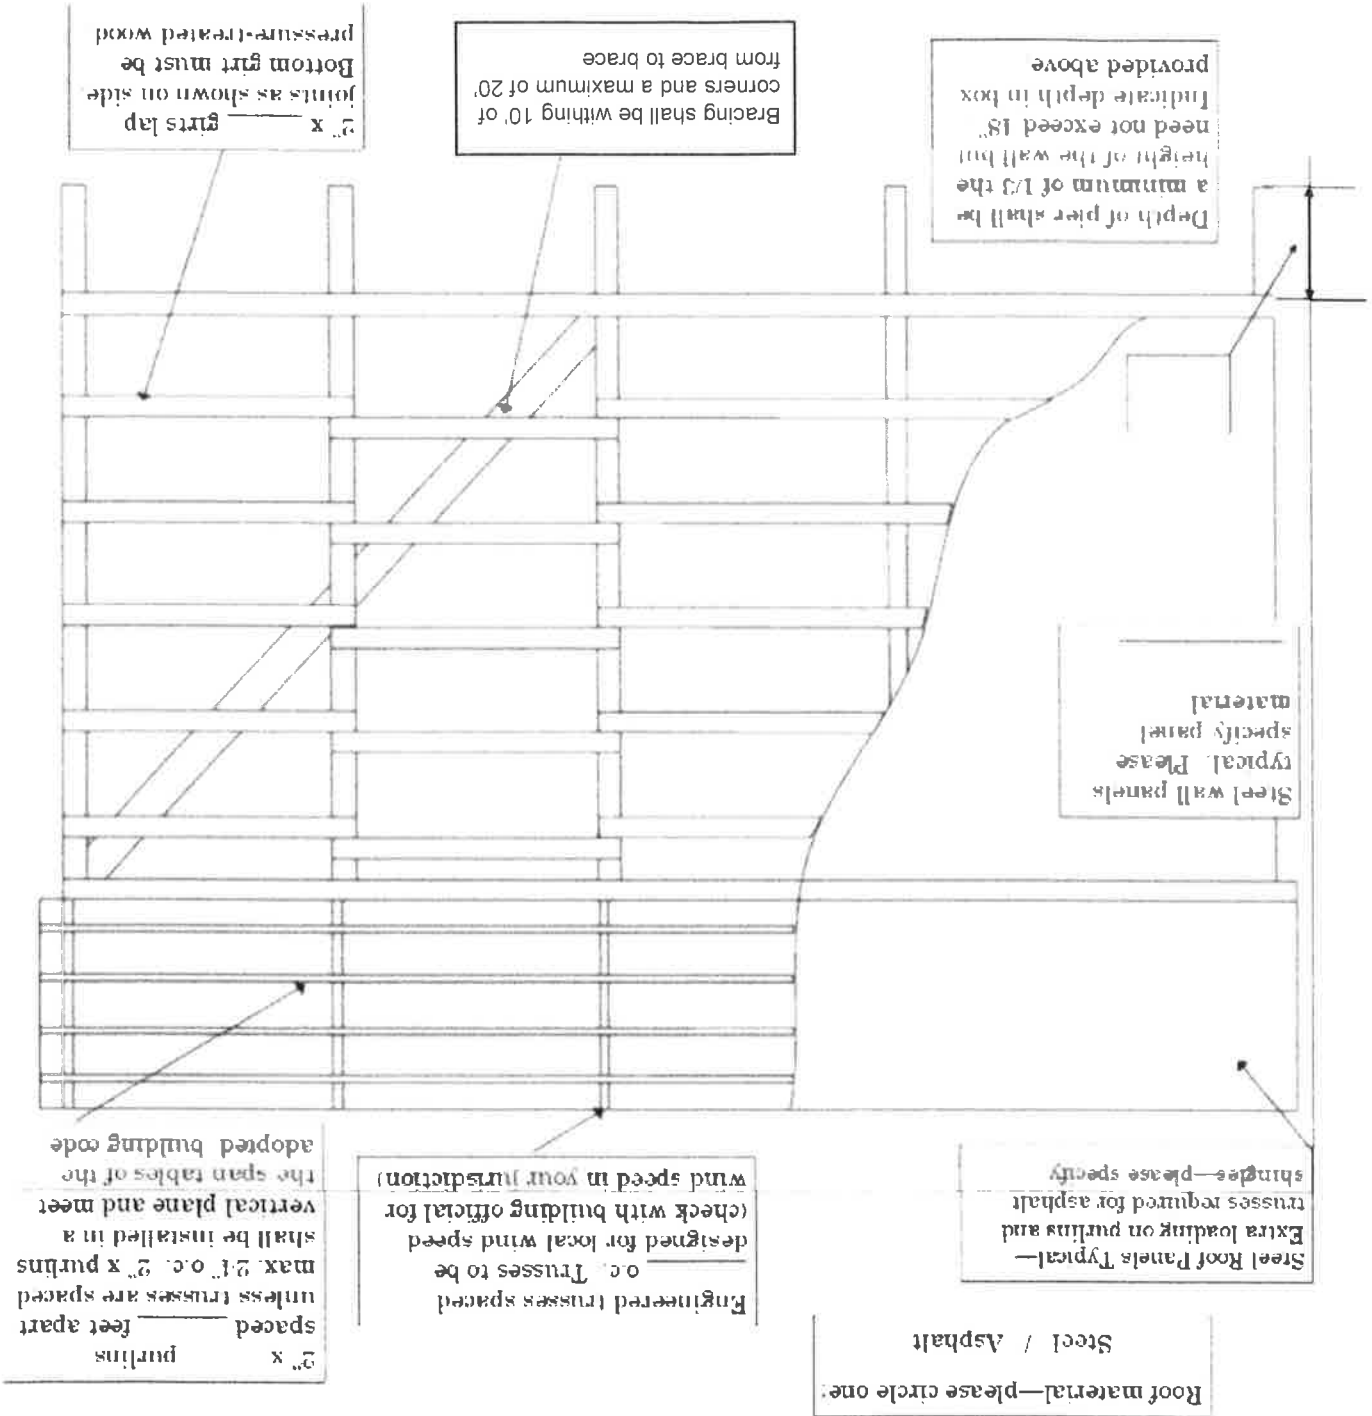 Roof material—please circle one:
Steel / Asphalt
Steel Roof Panels Typical—
Extra loading on purlins and
trusses required for asphalt
shingles—please specify
Engineered trusses spaced
______ o.c. Trusses to be
designed for local wind speed
(check with building official for
wind speed in your jurisdiction)
2" x purlins
spaced ______ feet apart
unless trusses are spaced
max. 24" o.c. 2" x purlins
shall be installed in a
vertical plane and meet
the span tables of the
adopted building code
Steel wall panels
typical. Please
specify panel
material
______
Depth of pier shall be
a minimum of 1/3 the
height of the wall but
need not exceed 48"
Indicate depth in box
provided above
Bracing shall be withing 10' of
corners and a maximum of 20'
from brace to brace
2" x ______ girts lap
joints as shown on side.
Bottom girt must be
pressure-treated wood